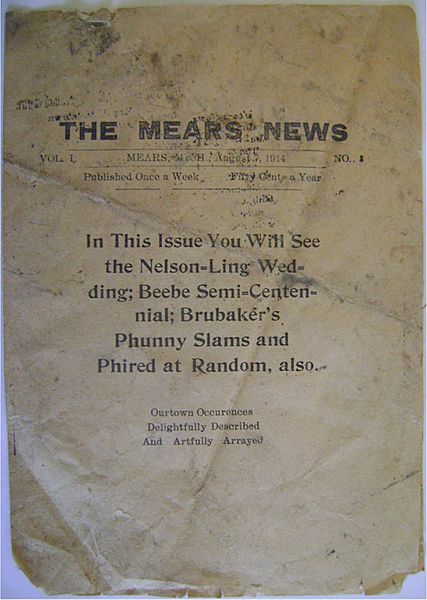 THE MEARS NEWS
VOL. I. MEARS, MICH., August 7, 1914 NO. 3
Published Once a Week Fifty Cents a Year
In This Issue You Will See
the Nelson-Ling Wed-
ding; Beebe Semi-Centen-
nial; Brubaker's
Phunny Slams and
Phired at Random, also.
Ourtown Occurences
Delightfully Described
And Artfully Arrayed